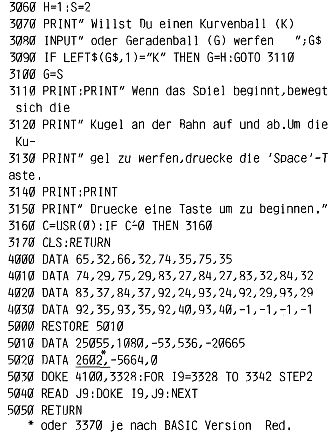 3060 H=1:S=2
3070 PRINT" Willst Du einen Kurvenball (K)
3080 INPUT" oder Geradenball (G) werfen    ";G$
3090 IF LEFT$(G$,1)="K" THEN G=H:GOTO 3110
3100 G=S
3110 PRINT:PRINT" Wenn das Spiel beginnt,bewegt
sich die
3120 PRINT" Kugel an der Bahn auf und ab.Um die
Ku-
3130 PRINT" gel zu werfen,druecke die 'Space'-T
aste.
3140 PRINT:PRINT
3150 PRINT" Druecke eine Taste um zu beginnen."
3160 C=USR(0):IF C=0 THEN 3160
3170 CLS:RETURN
4000 DATA 65,32,66,32,74,35,75,35
4010 DATA 74,29,75,29,83,27,84,27,83,32,84,32
4020 DATA 83,37,84,37,92,24,93,24,92,29,93,29
4030 DATA 92,35,93,35,92,40,93,40,-1,-1,-1,-1
5000 RESTORE 5010
5010 DATA 25055,1080,-53,536,-20665
5020 DATA 2602*,-5664,0
5030 DOKE 4100,3328:FOR I9=3328 TO 3342 STEP2
5040 READ J9:DOKE I9,J9:NEXT
5050 RETURN
* oder 3370 je nach BASIC Version  Red.